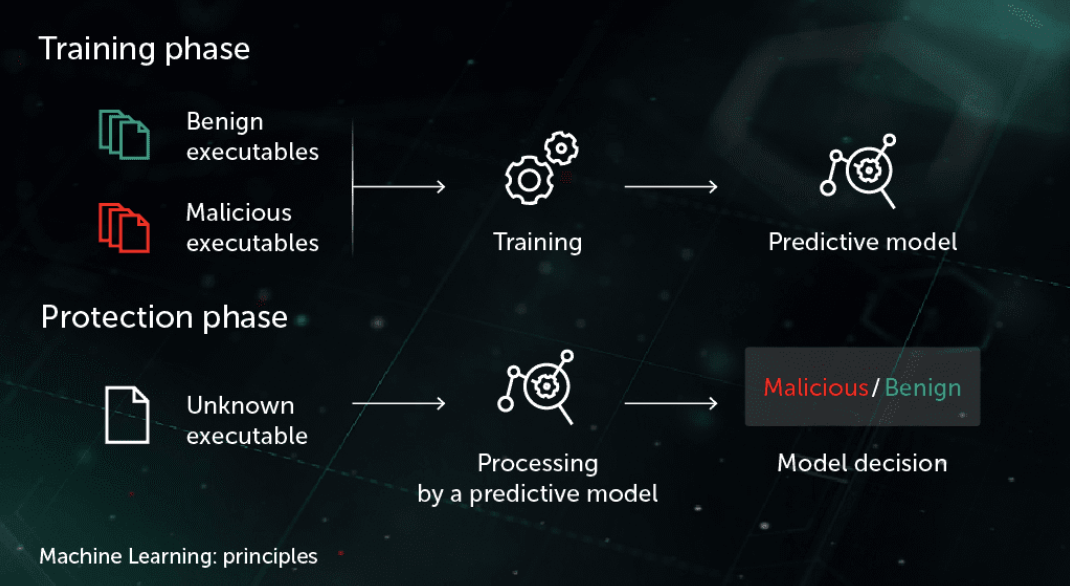 Training phase
Benign
executables
Malicious
executables
Training
Predictive model
Protection phase
Unknown
executable
Processing
by a predictive model
Malicious/Benign
Model decision
Machine Learning: principles